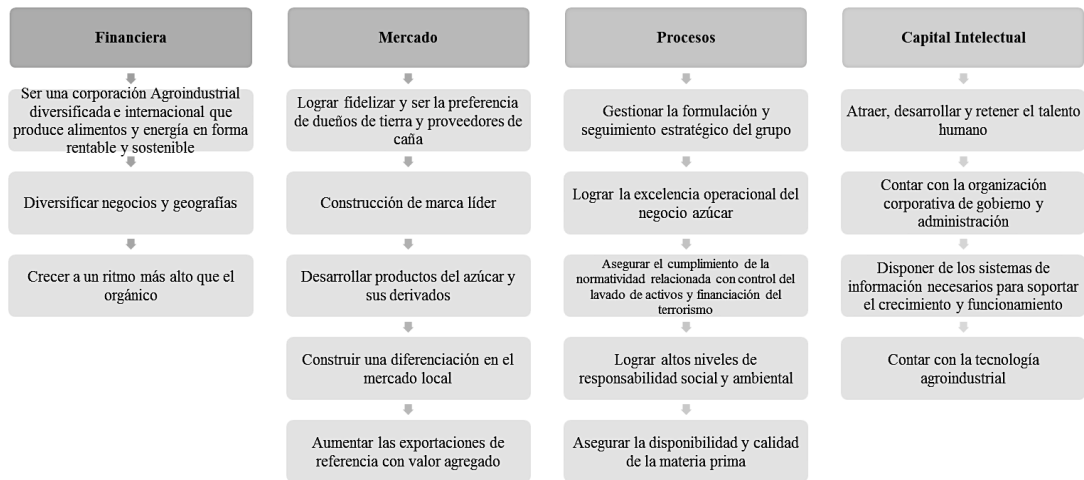 Financiera
Ser una corporación Agroindustrial
diversificada e internacional que
produce alimentos y energía en forma
rentable y sostenible
Diversificar negocios y geografías
Crecer a un ritmo más alto que el
orgánico
Mercado
Lograr fidelizar y ser la preferencia
de dueños de tierra y proveedores de
caña
Construcción de marca líder
Desarrollar productos del azúcar y
sus derivados
Construir una diferenciación en el
mercado local
Aumentar las exportaciones de
referencia con valor agregado
Procesos
Gestionar la formulación y
seguimiento estratégico del grupo
Lograr la excelencia operacional del
negocio azúcar
Asegurar el cumplimiento de la
normatividad relacionada con control del
lavado de activos y financiación del
terrorismo
Lograr altos niveles de
responsabilidad social y ambiental
Asegurar la disponibilidad y calidad
de la materia prima
Capital Intelectual
Atraer, desarrollar y retener el talento
humano
Contar con la organización
corporativa de gobierno y
administración
Disponer de los sistemas de
información necesarios para soportar
el crecimiento y funcionamiento
Contar con la tecnología
agroindustrial